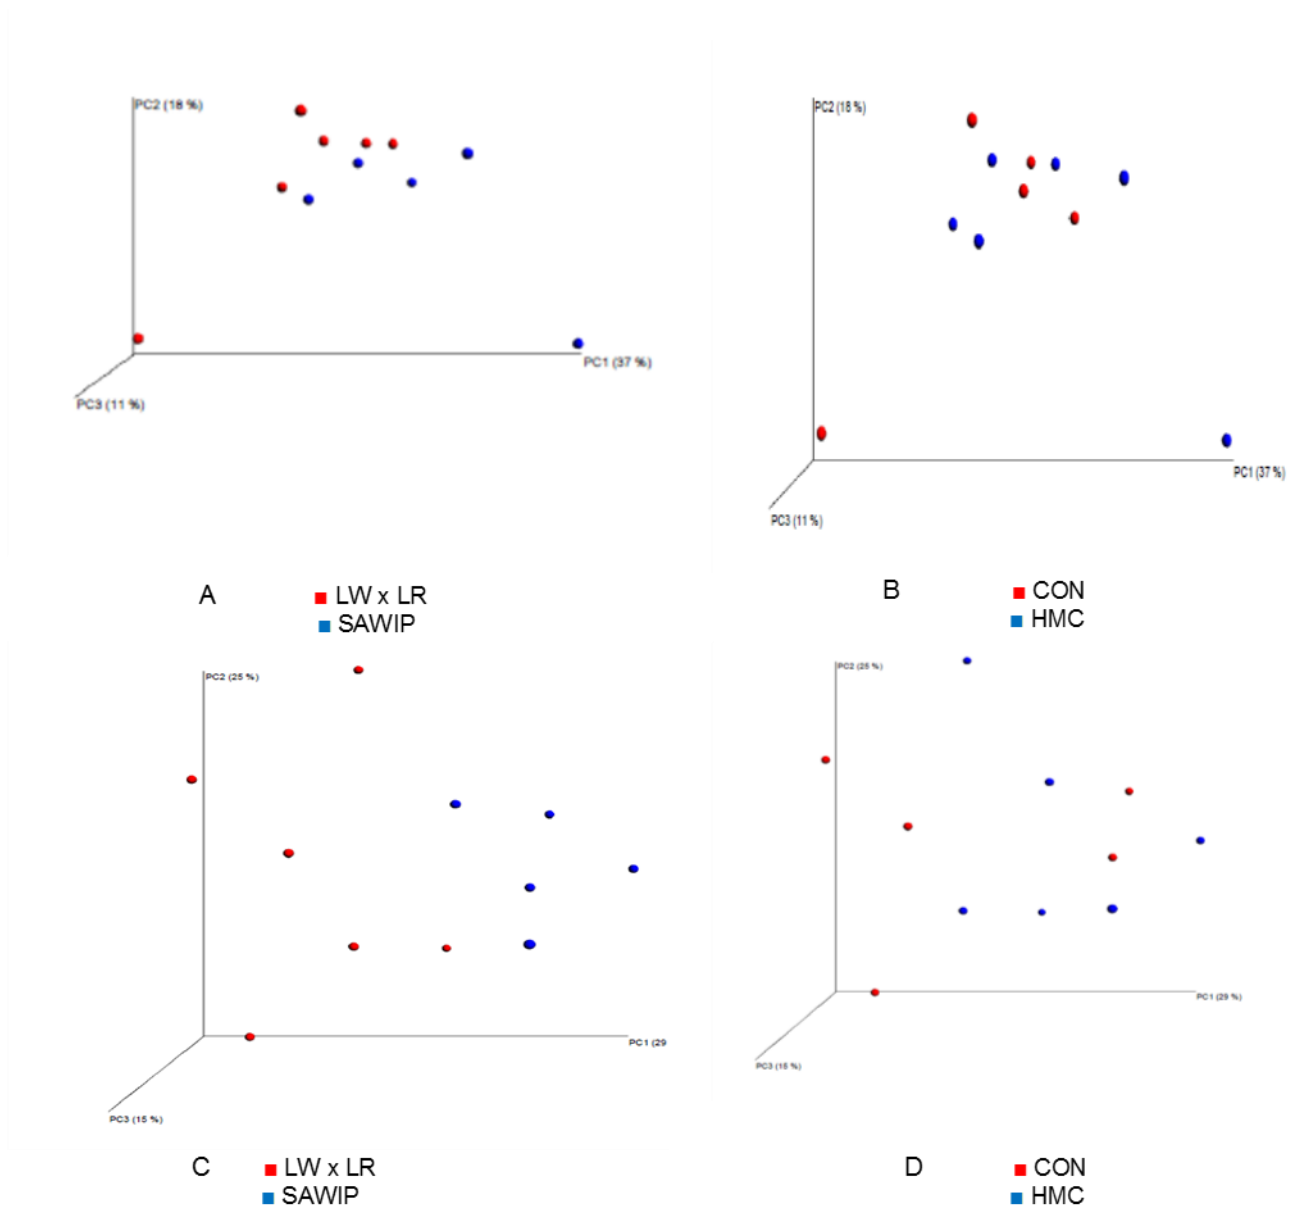 PC2 (18 %)
PC1 (37 %)
PC3 (11 %)
A
LW x LR
SAWIP
PC2 (18 %)
PC1 (37 %)
PC3 (11 %)
B
CON
HMC
PC2 (25 %)
PC1 (29
PC3 (15 %)
C
LW x LR
SAWIP
PC2 (25 %)
PC1 (29 %)
PC3 (15 %)
D
CON
HMC